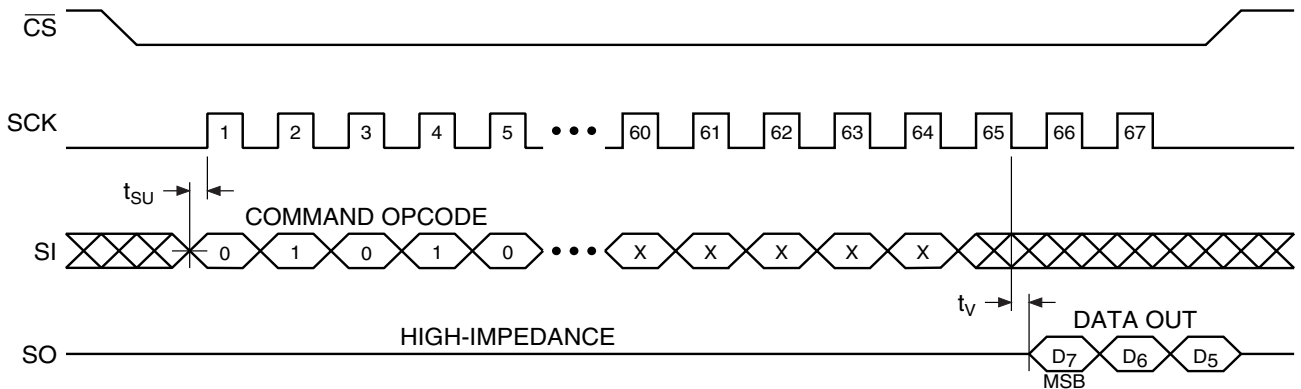 CS
SCK
1 2 3 4 5 ••• 60 61 62 63 64 65 66 67
tSU
COMMAND OPCODE
SI
0 1 0 1 0 ••• X X X X X
tV
DATA OUT
HIGH-IMPEDANCE
SO
D7 D6 D5
MSB